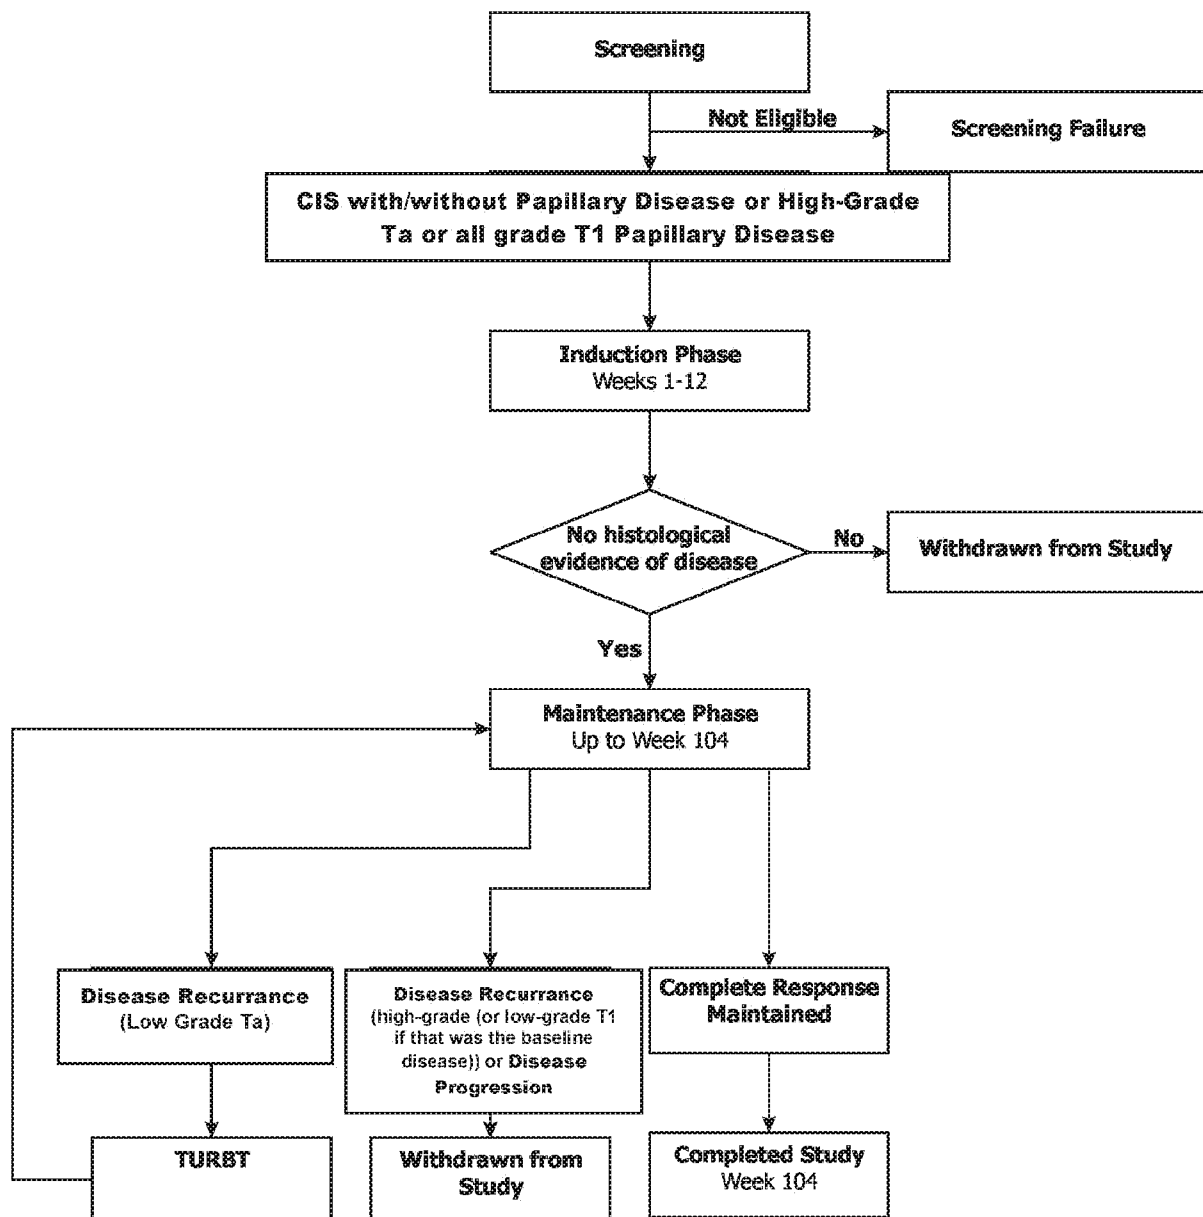 Screening
Not Eligible
Screening Failure
CIS with/without Papillary Disease or High-Grade
Ta or all grade T1 Papillary Disease
Induction Phase
Weeks 1-12
No histological
evidence of disease
No
Withdrawn from Study
Yes
Maintenance Phase
Up to Week 104
Disease Recurrance
(Low Grade Ta)
Disease Recurrance
(high-grade (or low-grade T1
if that was the baseline
disease)) or Disease
Progression
Complete Response
Maintained
TURBT
Withdrawn from
Study
Completed Study
Week 104